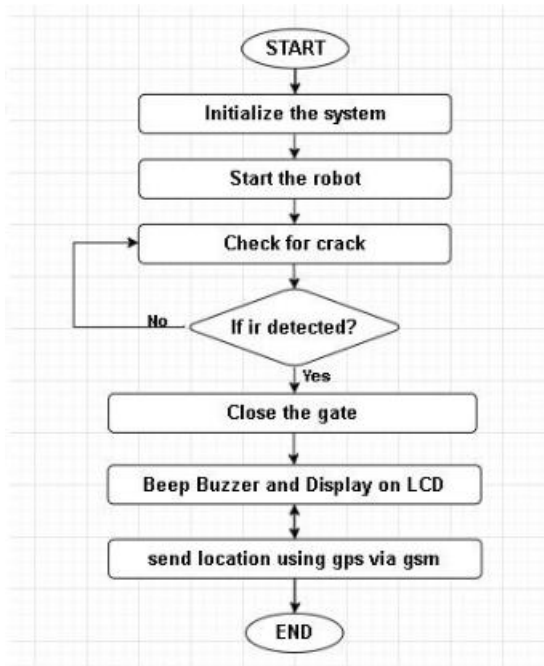 START
Initialize the system
Start the robot
Check for crack
If ir detected?
No
Yes
Close the gate
Beep Buzzer and Display on LCD
send location using gps via gsm
END